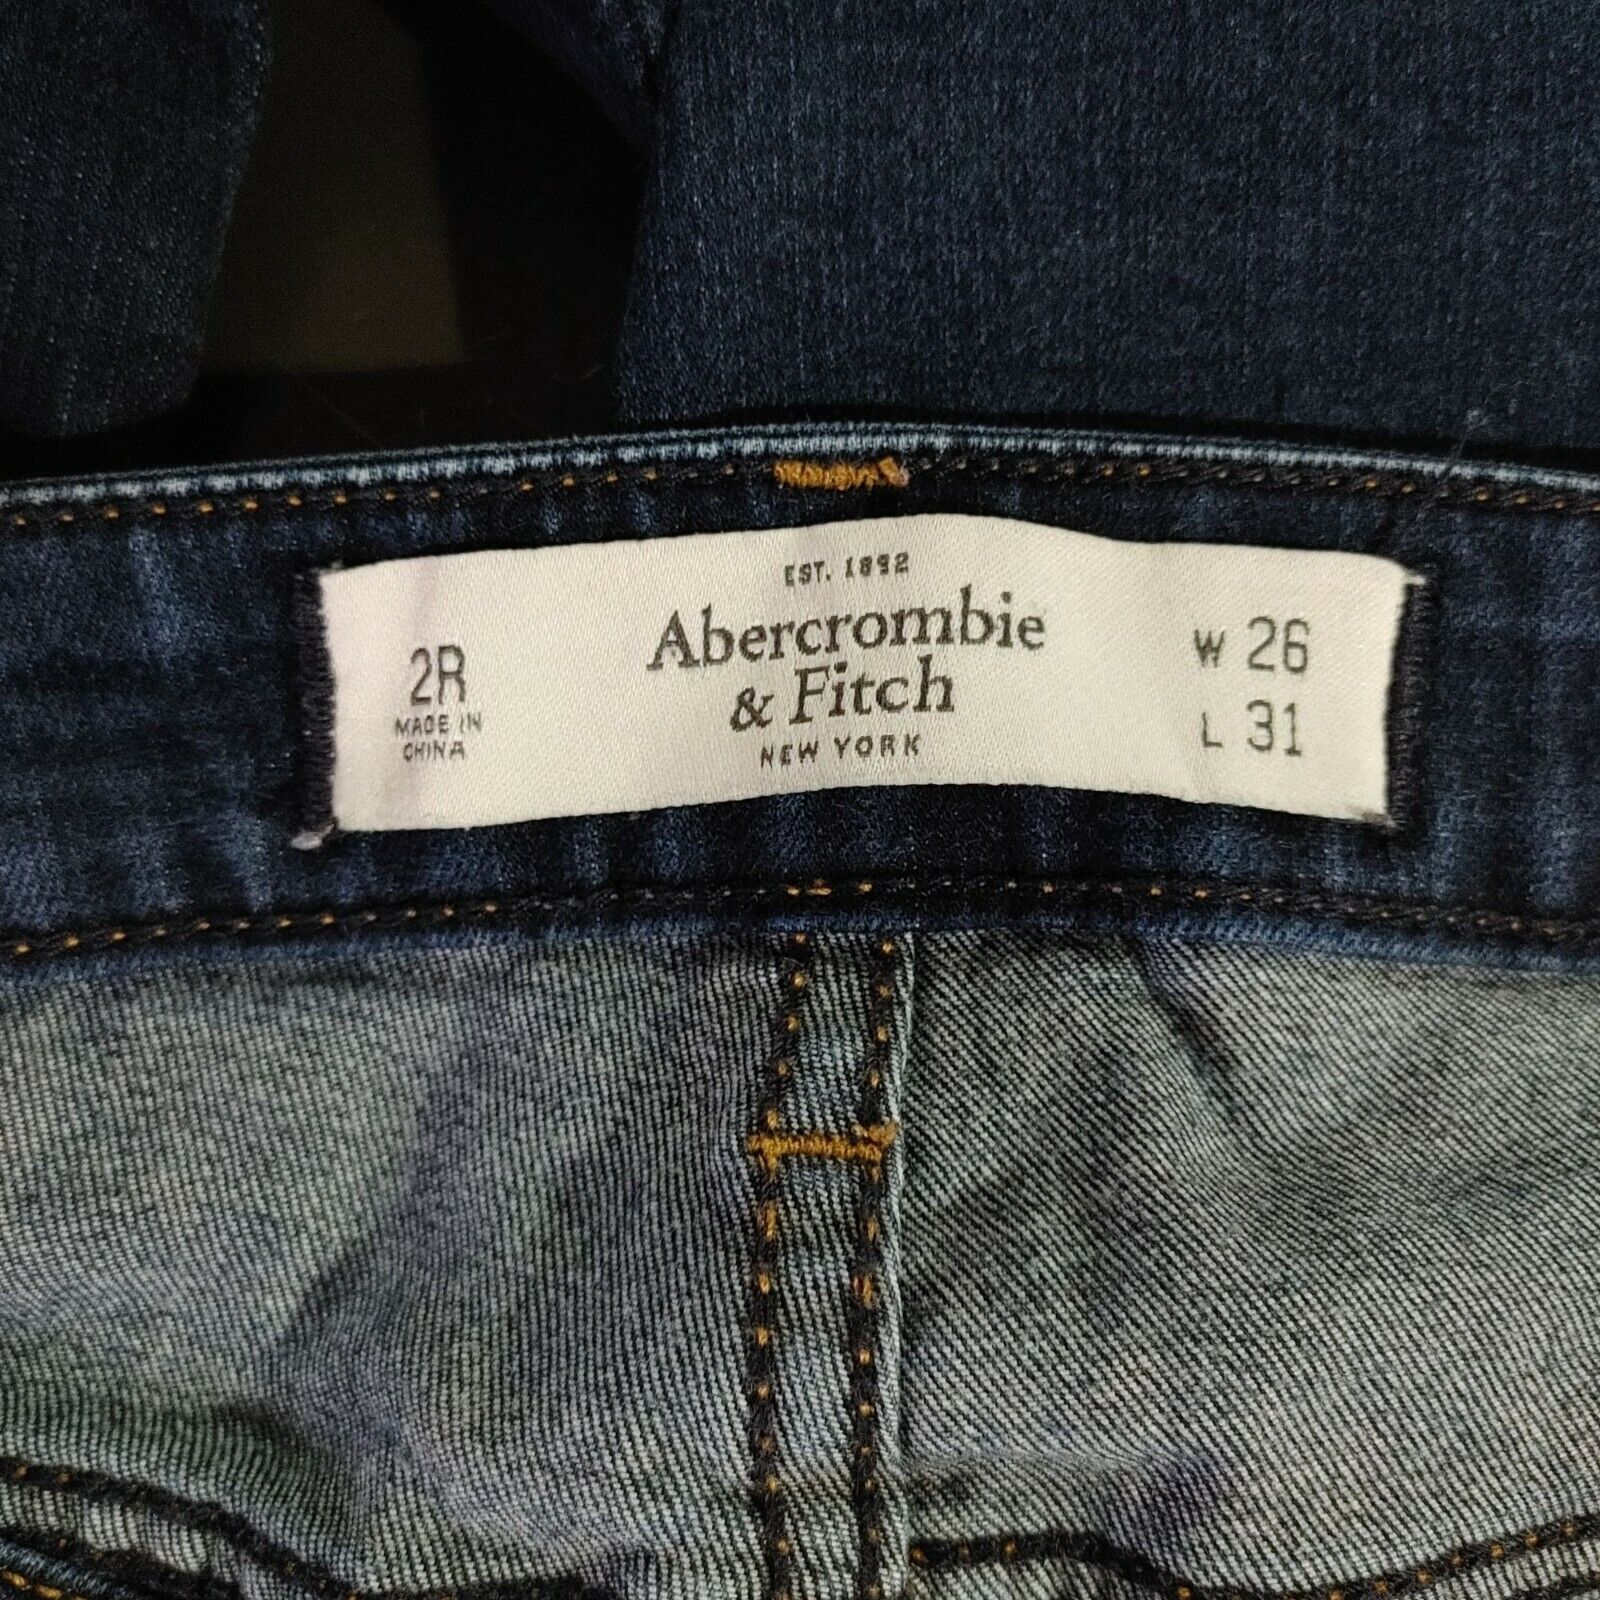 EST. 1892
Abercrombie
& Fitch
NEW YORK
2R
MADE IN
CHINA
W 26
L 31